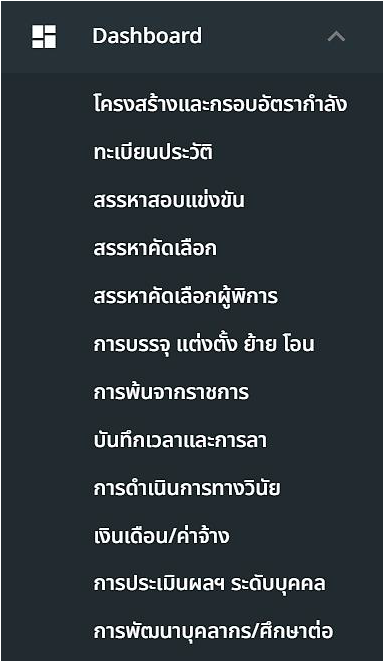 Dashboard
โครงสร้างและกรอบอัตรากำลัง
ทะเบียนประวัติ
สรรหาสอบแข่งขัน
สรรหาคัดเลือก
สรรหาคัดเลือกผู้พิการ
การบรรจุ แต่งตั้ง ย้าย โอน
การพ้นจากราชการ
บันทึกเวลาและการลา
การดำเนินการทางวินัย
เงินเดือน/ค่าจ้าง
การประเมินผลฯ ระดับบุคคล
การพัฒนาบุคลากร/ศึกษาต่อ